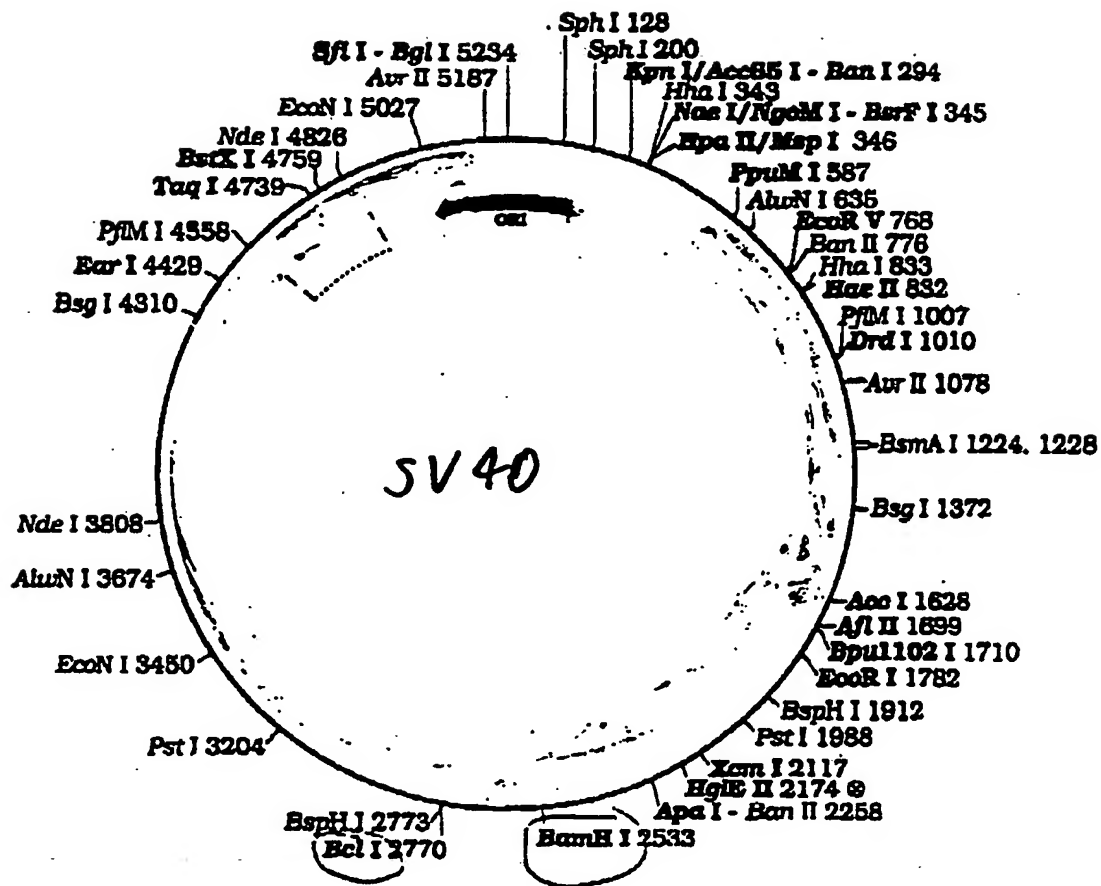 Sph I 128
Sph I 200
Kpn I/Acc65 I - Ban I 294
Hha I 343
Nae I/NgoM I - BsrF I 345
Hpa II/Msp I 346
PpuM I 587
AlwN I 635
EcoR V 768
Ban II 776
Hha I 833
Hae II 832
PflM I 1007
Drd I 1010
Avr II 1078
BsmA I 1224, 1228
Bsg I 1372
Acc I 1628
Afl II 1699
Bpu1102 I 1710
EcoR I 1782
BspH I 1912
Pst I 1988
Xcm I 2117
HgiE II 2174 ⊗
Apa I - Ban II 2258
BamH I 2533
Bcl I 2770
BspH I 2773
Pst I 3204
EcoN I 3450
AlwN I 3674
Nde I 3808
Bsg I 4310
Ear I 4429
PflM I 4558
Taq I 4739
BstX I 4759
Nde I 4826
EcoN I 5027
Avr II 5187
Sfi I - Bgl I 5234
ORI
SV40